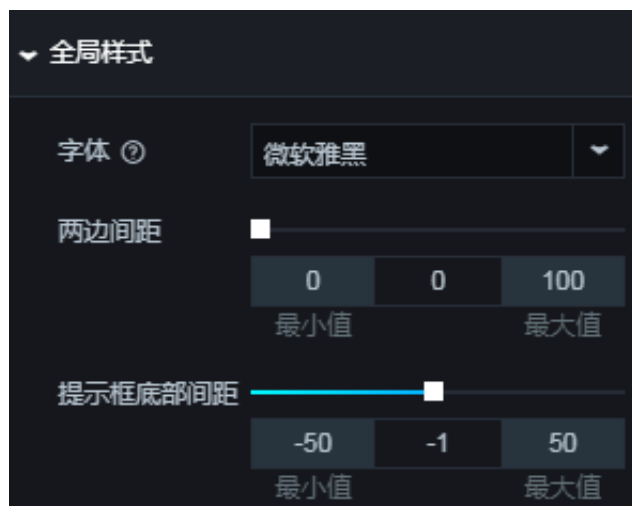 全局样式
字体
微软雅黑
两边间距
0 0 100
最小值 最大值
提示框底部间距
-50 -1 50
最小值 最大值